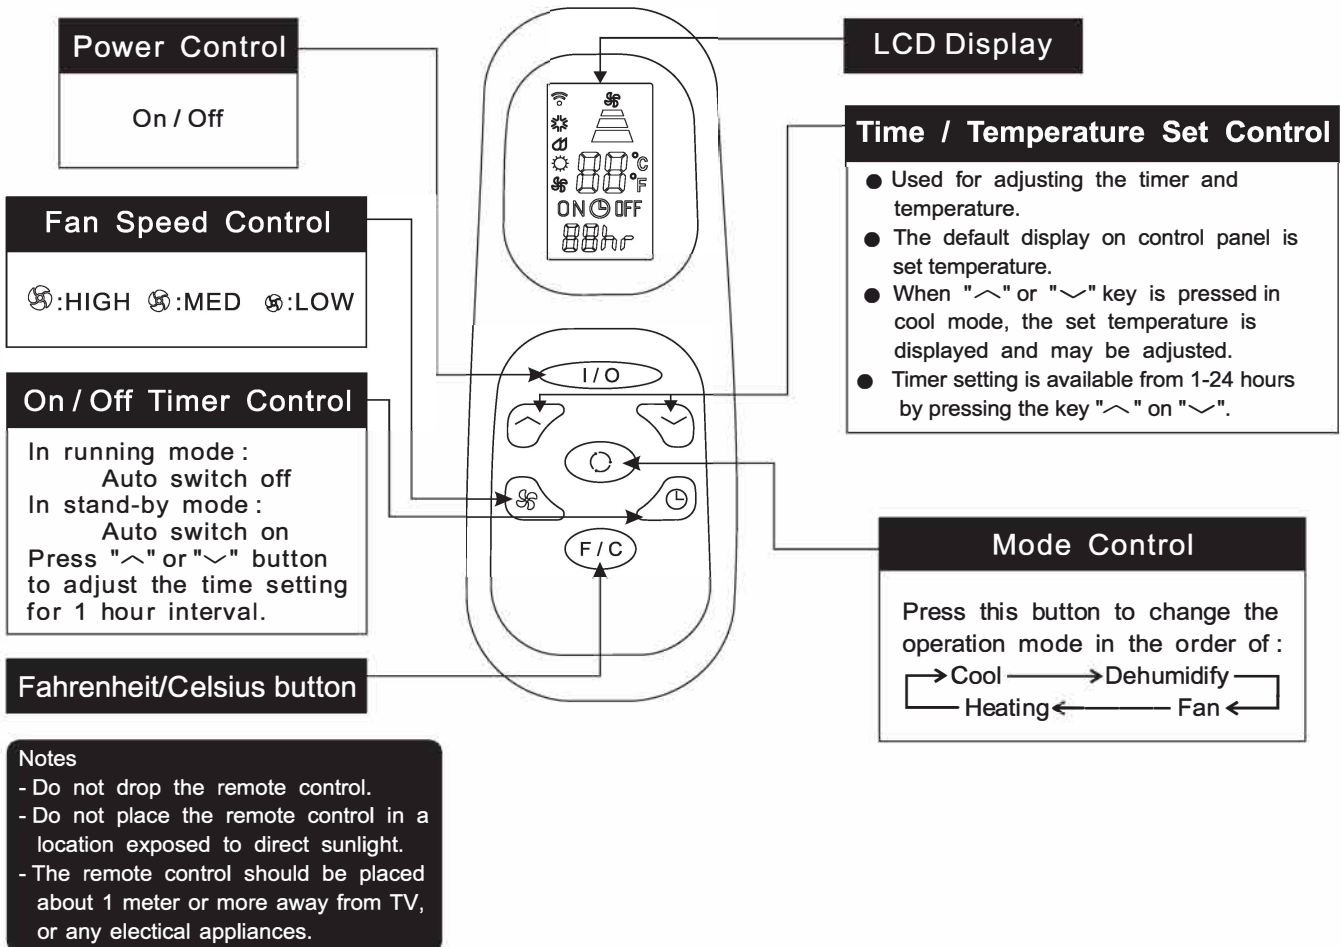 Power Control
On / Off
Fan Speed Control
:HIGH :MED :LOW
On / Off Timer Control
In running mode :
Auto switch off
In stand-by mode :
Auto switch on
Press "︿" or "﹀" button
to adjust the time setting
for 1 hour interval.
Fahrenheit/Celsius button
Notes
- Do not drop the remote control.
- Do not place the remote control in a
location exposed to direct sunlight.
- The remote control should be placed
about 1 meter or more away from TV,
or any electical appliances.
88°C
°F
ON OFF
88hr
I / O
F / C
LCD Display
Time / Temperature Set Control
● Used for adjusting the timer and
temperature.
● The default display on control panel is
set temperature.
● When "︿" or "﹀" key is pressed in
cool mode, the set temperature is
displayed and may be adjusted.
● Timer setting is available from 1-24 hours
by pressing the key "︿" on "﹀".
Mode Control
Press this button to change the
operation mode in the order of :
Cool → Dehumidify
Heating ← Fan